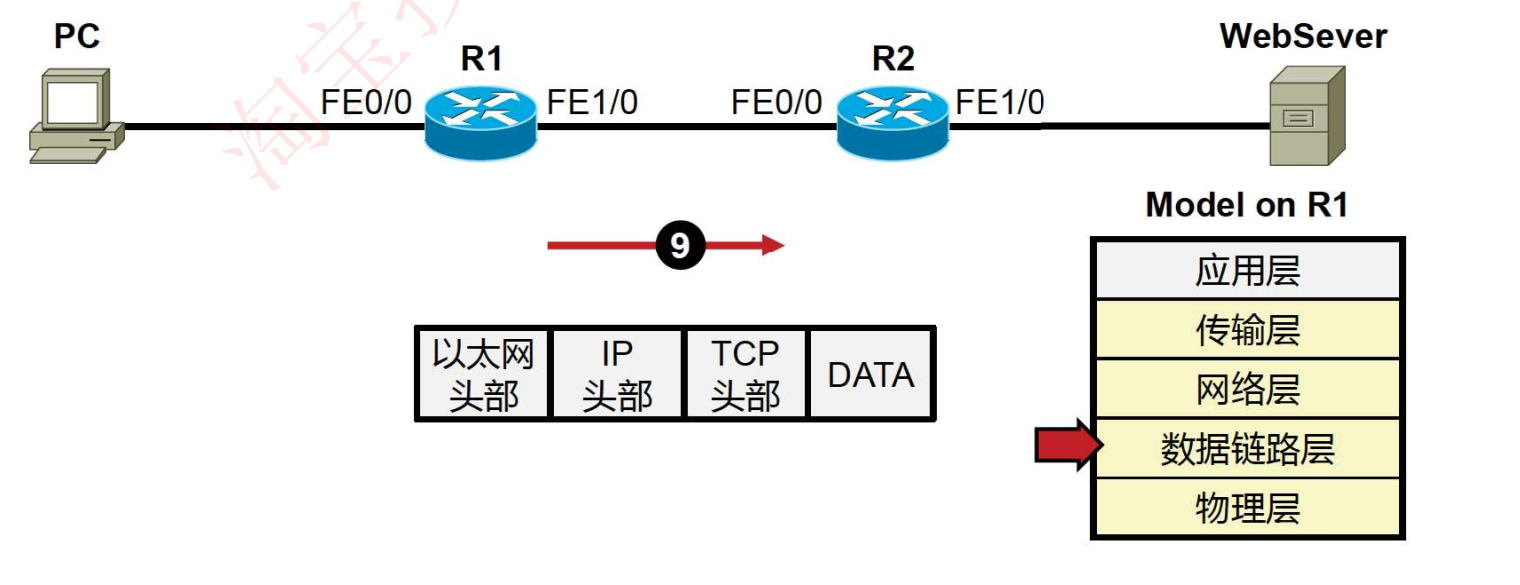 PC
R1
R2
WebSever
FE0/0
FE1/0
FE0/0
FE1/0
Model on R1
9
应用层
传输层
网络层
数据链路层
物理层
以太网
头部
IP
头部
TCP
头部
DATA
淘宝